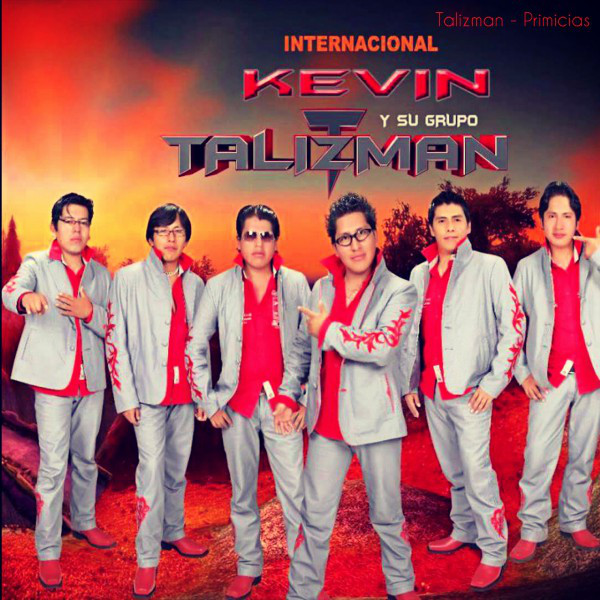 Talizman - Primicias
INTERNACIONAL
KEVIN
Y SU GRUPO
TALIZMAN